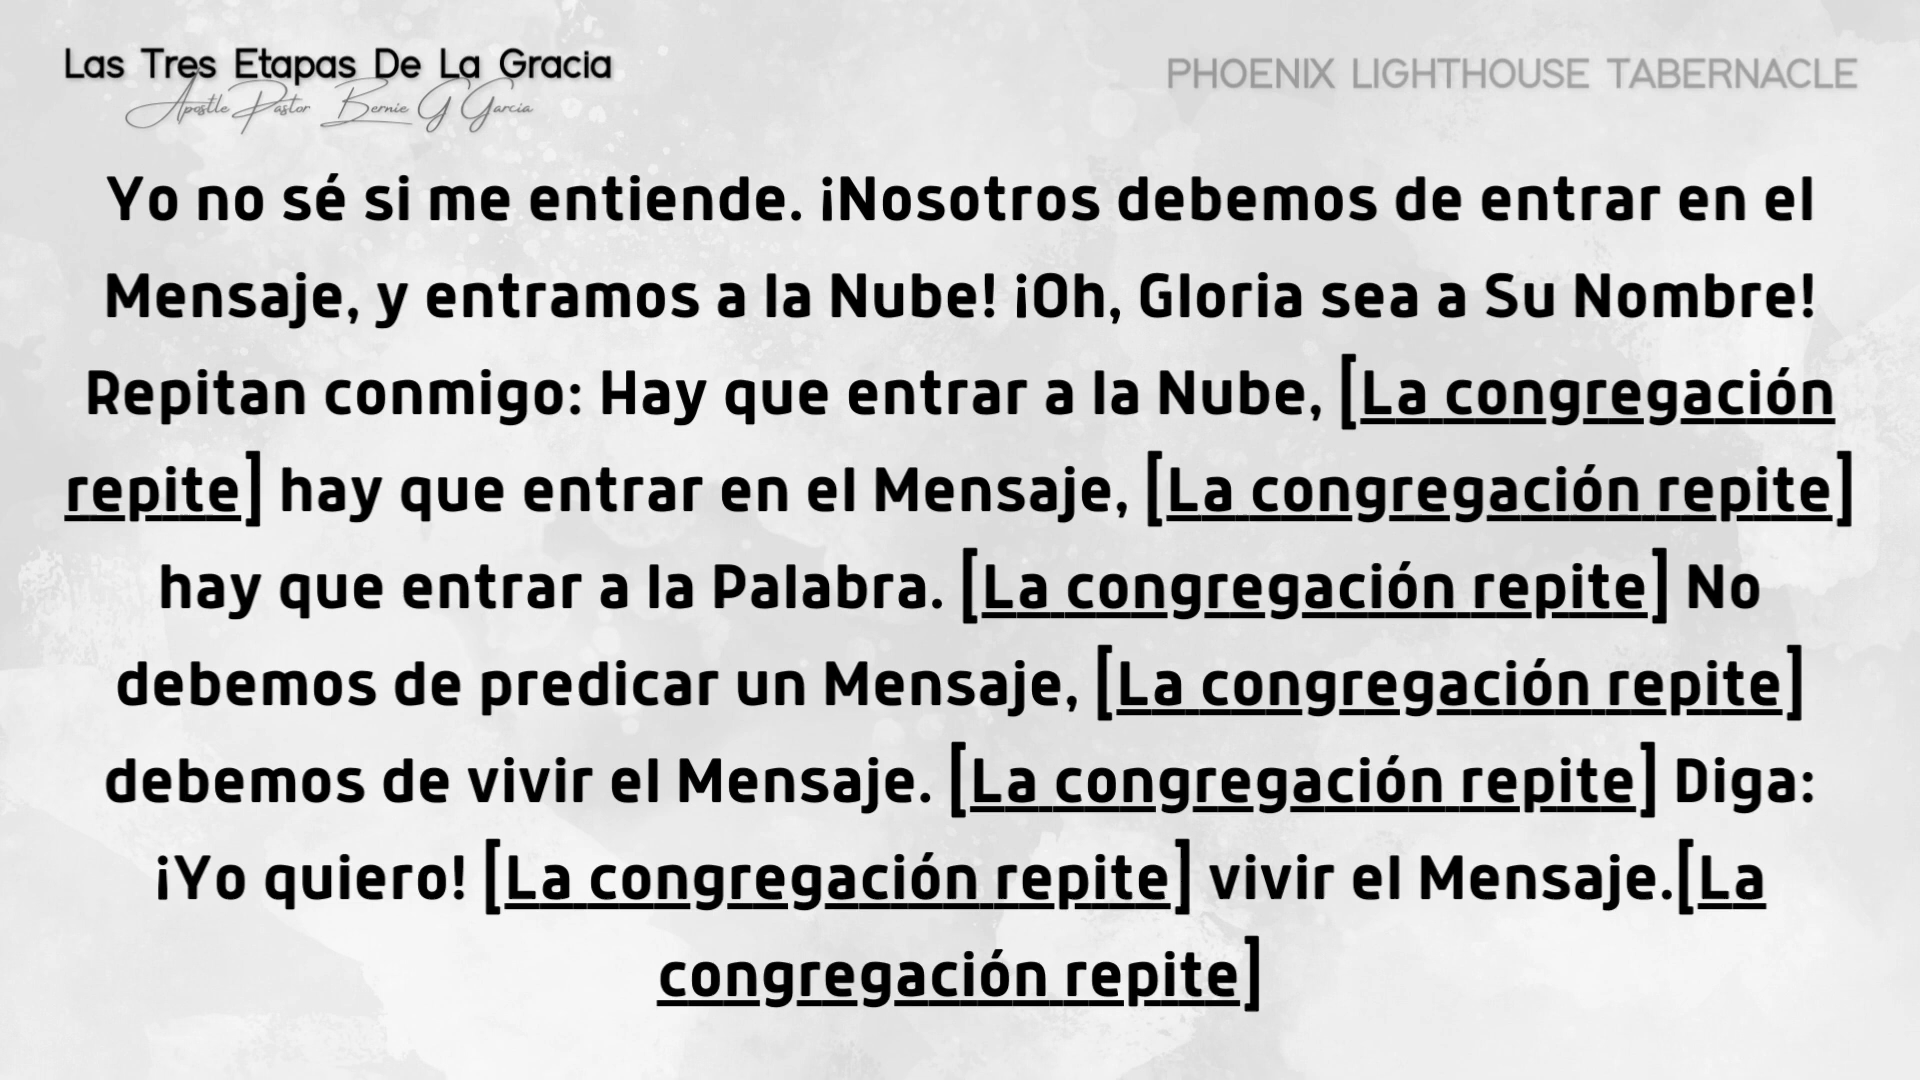 Las Tres Etapas De La Gracia
Apostle Pastor Bernie G Garcia
PHOENIX LIGHTHOUSE TABERNACLE
Yo no sé si me entiende. ¡Nosotros debemos de entrar en el
Mensaje, y entramos a la Nube! ¡Oh, Gloria sea a Su Nombre!
Repitan conmigo: Hay que entrar a la Nube, [La congregación
repite] hay que entrar en el Mensaje, [La congregación repite]
hay que entrar a la Palabra. [La congregación repite] No
debemos de predicar un Mensaje, [La congregación repite]
debemos de vivir el Mensaje. [La congregación repite] Diga:
¡Yo quiero! [La congregación repite] vivir el Mensaje.[La
congregación repite]